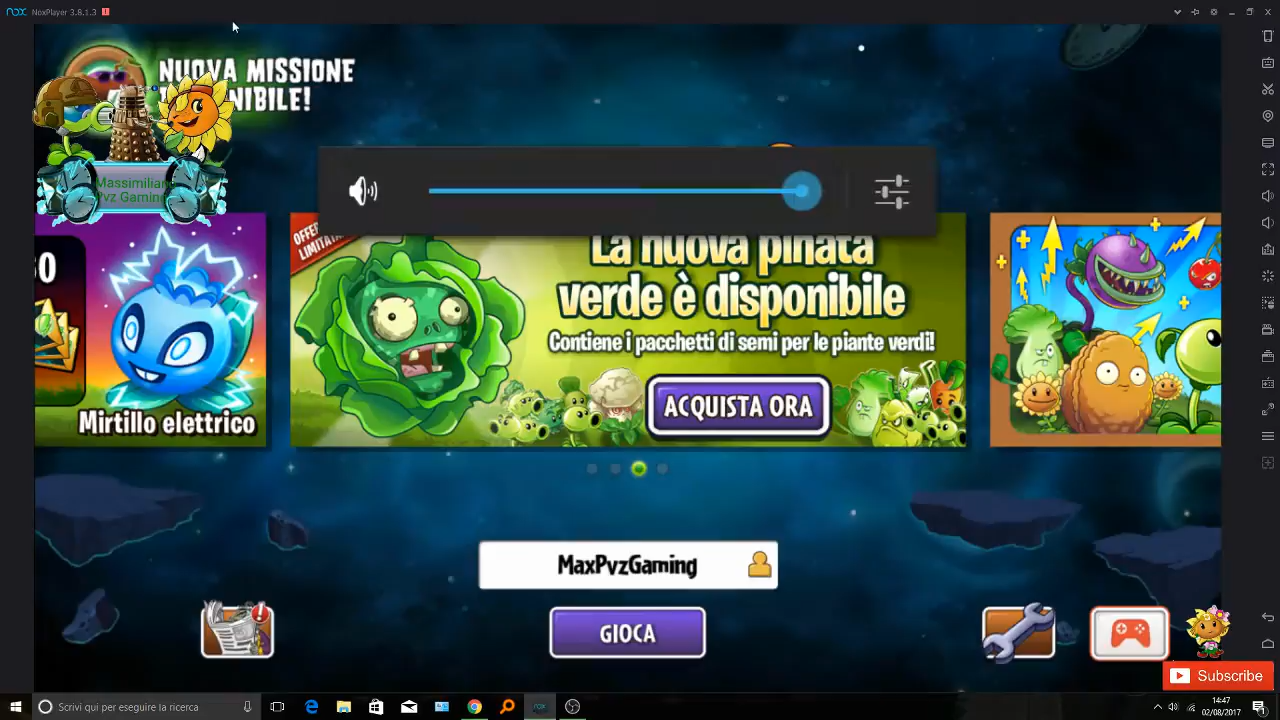 nox NoxPlayer 3.8.1.3
NUOVA MISSIONE
NIBILE!
Massimiliano
Pvz Gaming
OFFERTA
LIMITATA
La nuova piñata
verde è disponibile
Contiene i pacchetti di semi per le piante verdi!
ACQUISTA ORA
Mirtillo elettrico
MaxPvzGaming
GIOCA
Subscribe
Scrivi qui per eseguire la ricerca
14:47
02/08/2017